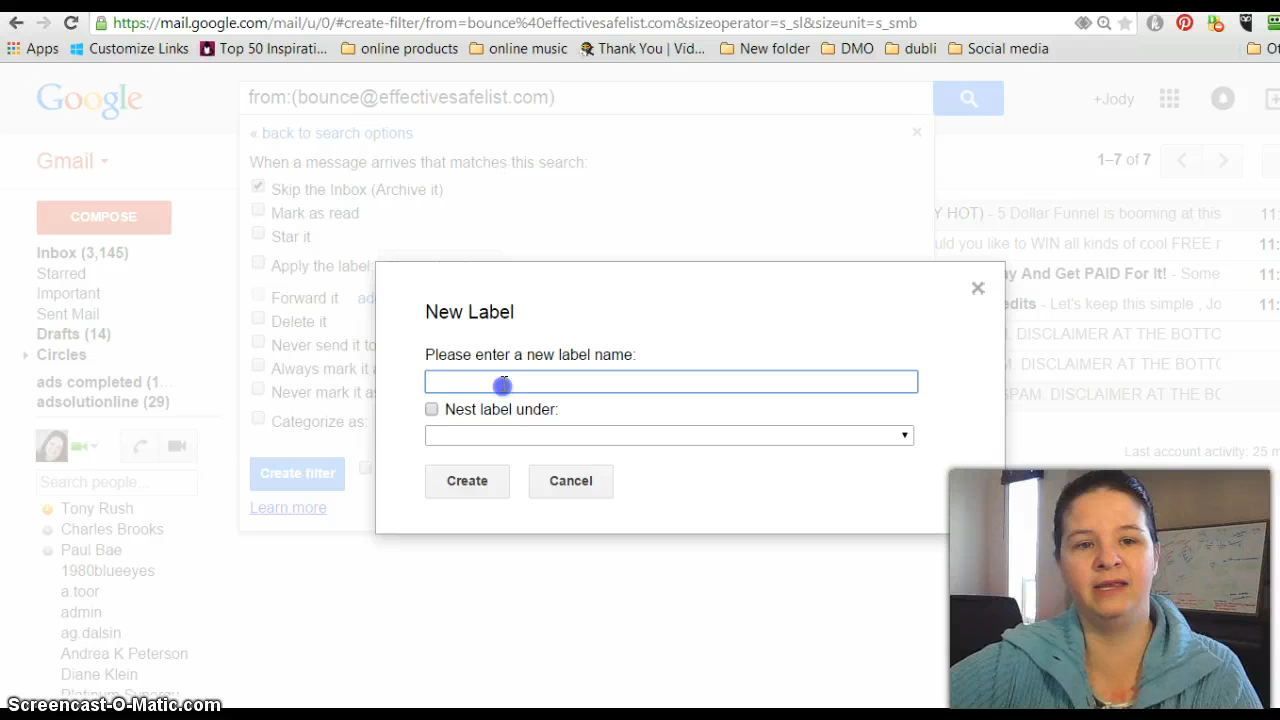 https://mail.google.com/mail/u/0/#create-filter/from=bounce%40effectivesafelist.com&sizeoperator=s_sl&sizeunit=s_smb
Apps Customize Links Top 50 Inspirati... online products online music Thank You | Vid... New folder DMO dubli Social media
Google
from:(bounce@effectivesafelist.com)
+Jody
« back to search options
×
When a message arrives that matches this search:
Gmail
1–7 of 7
Skip the Inbox (Archive it)
COMPOSE
Mark as read
Y HOT) - 5 Dollar Funnel is booming at this
11:
Star it
Inbox (3,145)
ould you like to WIN all kinds of cool FREE
11:
Starred
Apply the label:
ay And Get PAID For It! - Some
11:
Important
Forward it
Sent Mail
edits - Let's keep this simple , Jo
11:
New Label
Delete it
Drafts (14)
. DISCLAIMER AT THE BOTTO
Never send it to
Circles
Please enter a new label name:
. DISCLAIMER AT THE BOTTO
Always mark it
ads completed (1...
Never mark it as
SPAM. DISCLAIMER AT THE BO
adsolutionline (29)
Nest label under:
Categorize as:
Last account activity: 25 m
Create filter
Create
Cancel
Search people...
Learn more
Tony Rush
Charles Brooks
Paul Bae
1980blueeyes
a.toor
admin
ag.dalsin
Andrea K Peterson
Diane Klein
Platinum Synergy
Screencast-O-Matic.com